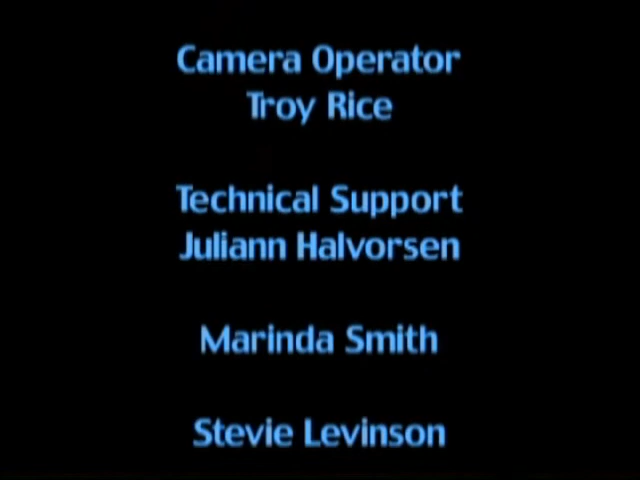 Camera Operator
Troy Rice
Technical Support
Juliann Halvorsen
Marinda Smith
Stevie Levinson